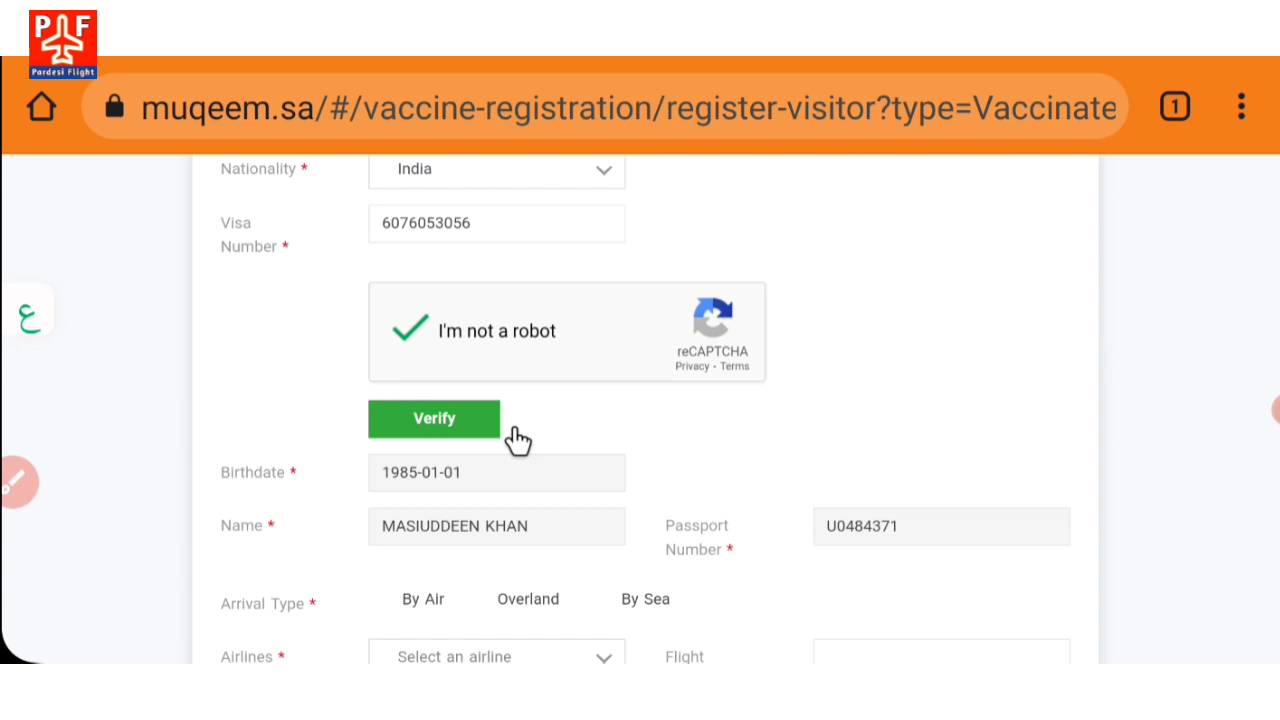 PF
Pardesi Flight
muqeem.sa/#/vaccine-registration/register-visitor?type=Vaccinate
1
Nationality *
India
Visa
Number *
6076053056
ع
I'm not a robot
reCAPTCHA
Privacy - Terms
Verify
Birthdate *
1985-01-01
Name *
MASIUDDEEN KHAN
Passport
Number *
U0484371
Arrival Type *
By Air
Overland
By Sea
Airlines *
Select an airline
Flight